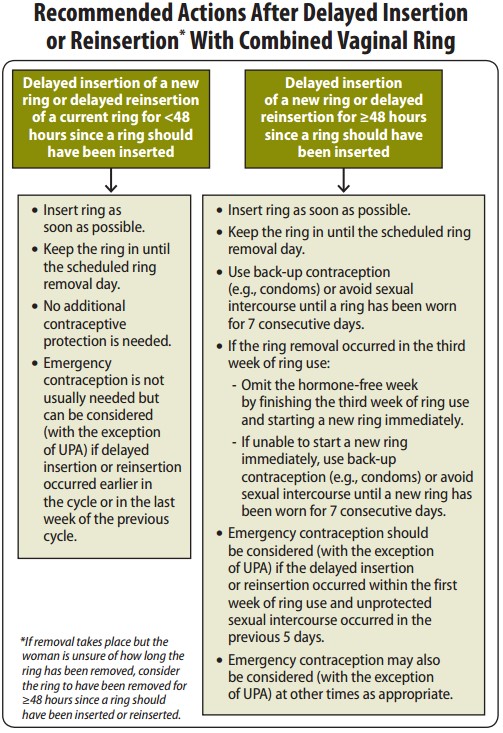 Recommended Actions After Delayed Insertion
or Reinsertion* With Combined Vaginal Ring
Delayed insertion of a new
ring or delayed reinsertion
of a current ring for <48
hours since a ring should
have been inserted
• Insert ring as
soon as possible.
• Keep the ring in until
the scheduled ring
removal day.
• No additional
contraceptive
protection is needed.
• Emergency
contraception is not
usually needed but
can be considered
(with the exception
of UPA) if delayed
insertion or reinsertion
occurred earlier in
the cycle or in the last
week of the previous
cycle.
Delayed insertion
of a new ring or delayed
reinsertion for ≥48 hours
since a ring should have
been inserted
• Insert ring as soon as possible.
• Keep the ring in until the scheduled ring
removal day.
• Use back-up contraception
(e.g., condoms) or avoid sexual
intercourse until a ring has been worn
for 7 consecutive days.
• If the ring removal occurred in the third
week of ring use:
- Omit the hormone-free week
by finishing the third week of ring use
and starting a new ring immediately.
- If unable to start a new ring
immediately, use back-up
contraception (e.g., condoms) or avoid
sexual intercourse until a new ring has
been worn for 7 consecutive days.
• Emergency contraception should
be considered (with the exception
of UPA) if the delayed insertion
or reinsertion occurred within the first
week of ring use and unprotected
sexual intercourse occurred in the
previous 5 days.
• Emergency contraception may also
be considered (with the exception
of UPA) at other times as appropriate.
*If removal takes place but the
woman is unsure of how long the
ring has been removed, consider
the ring to have been removed for
≥48 hours since a ring should
have been inserted or reinserted.